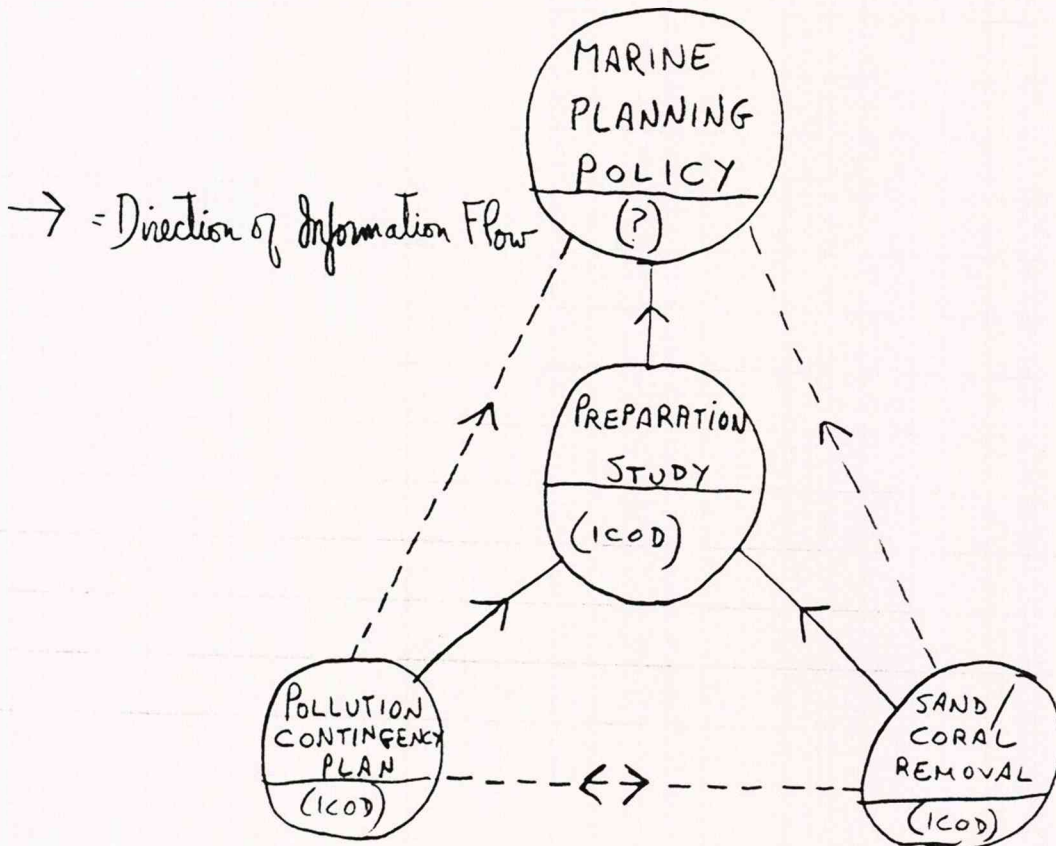 MARINE
PLANNING
POLICY
(?)
→ = Direction of Information Flow
PREPARATION
STUDY
(ICOD)
POLLUTION
CONTINGENCY
PLAN
(ICOD)
SAND/
CORAL
REMOVAL
(ICOD)